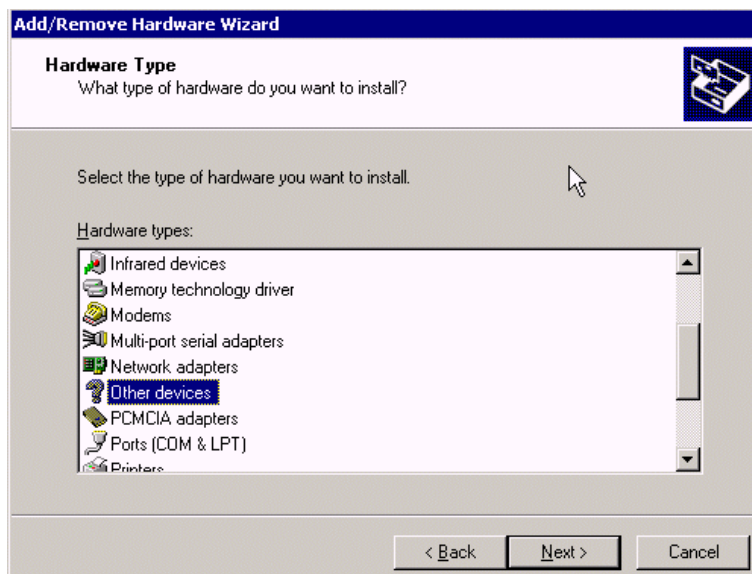 Add/Remove Hardware Wizard
Hardware Type
What type of hardware do you want to install?
Select the type of hardware you want to install.
Hardware types:
Infrared devices
Memory technology driver
Modems
Multi-port serial adapters
Network adapters
Other devices
PCMCIA adapters
Ports (COM & LPT)
Printers
< Back Next > Cancel